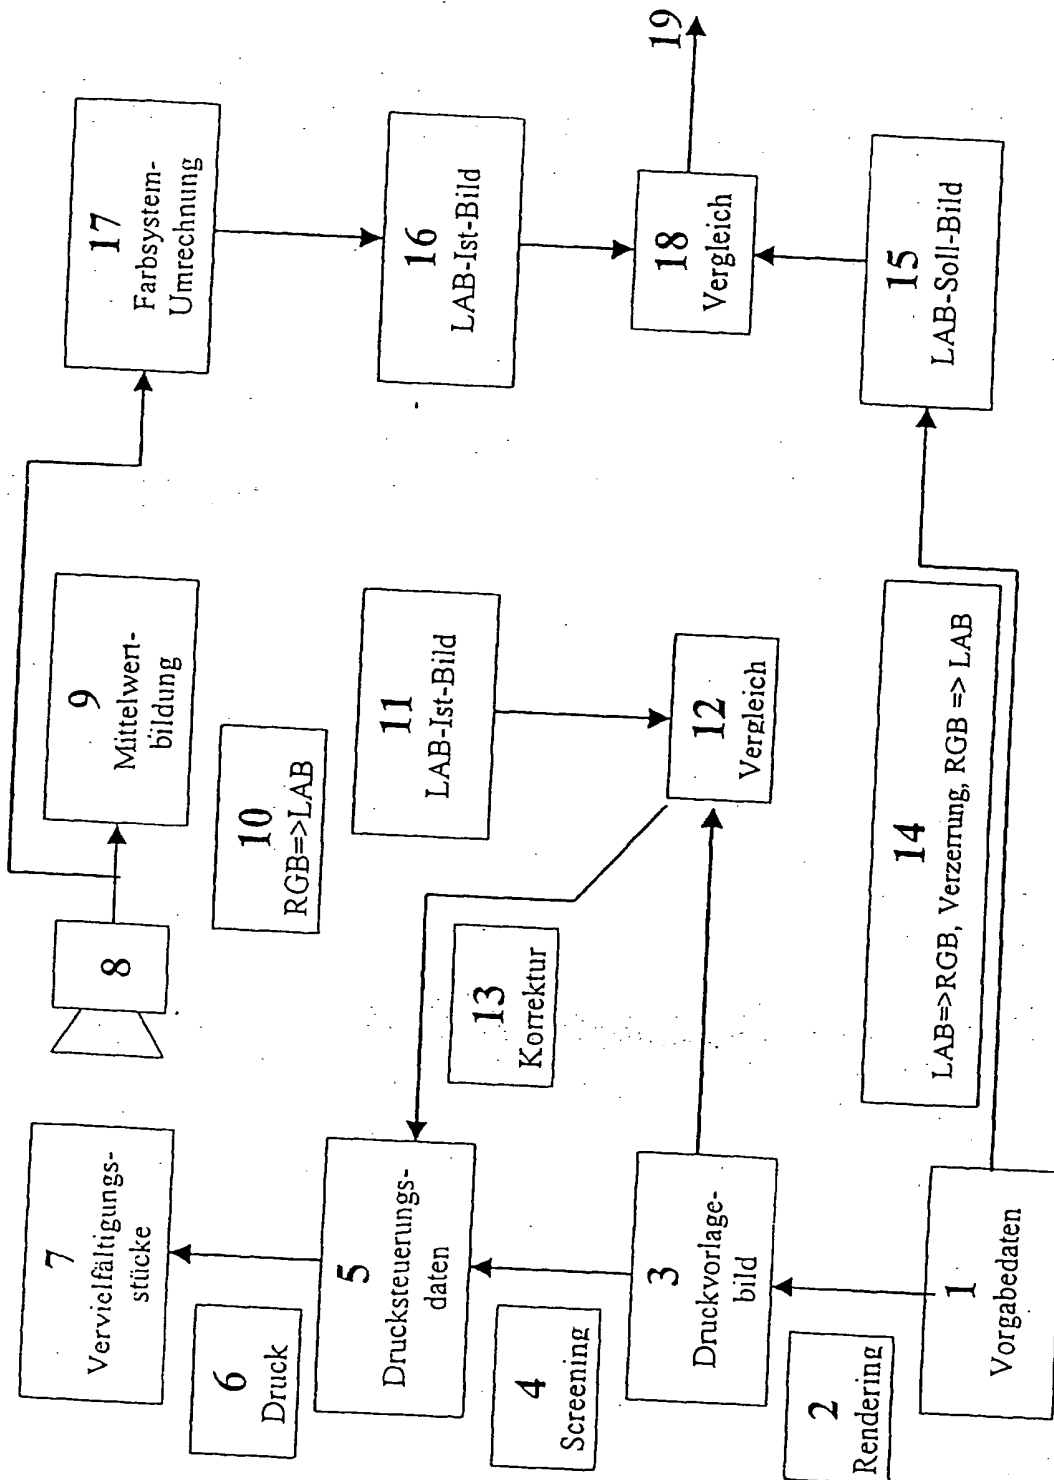 7
Vervielfältigungs-
stücke
6
Druck
5
Drucksteuerungs-
daten
4
Screening
3
Druckvorlage-
bild
2
Rendering
1
Vorgabedaten
8
9
Mittelwert-
bildung
10
RGB=>LAB
11
LAB-Ist-Bild
12
Vergleich
13
Korrektur
14
LAB=>RGB, Verzerrung, RGB => LAB
17
Farbsystem-
Umrechnung
16
LAB-Ist-Bild
18
Vergleich
15
LAB-Soll-Bild
19